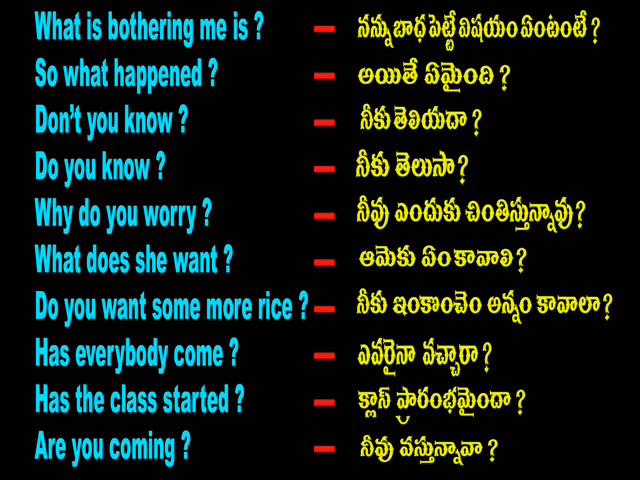 What is bothering me is ? – నన్ను బాధ పెట్టే విషయం ఏంటంటే ?
So what happened ? – అయితే ఏమైంది ?
Don't you know ? – నీకు తెలియదా ?
Do you know ? – నీకు తెలుసా ?
Why do you worry ? – నీవు ఎందుకు చింతిస్తున్నావు ?
What does she want ? – ఆమెకు ఏం కావాలి ?
Do you want some more rice ? – నీకు ఇంకొంచెం అన్నం కావాలా ?
Has everybody come ? – ఎవరైనా వచ్చారా ?
Has the class started ? – క్లాస్ ప్రారంభమైందా ?
Are you coming ? – నీవు వస్తున్నావా ?